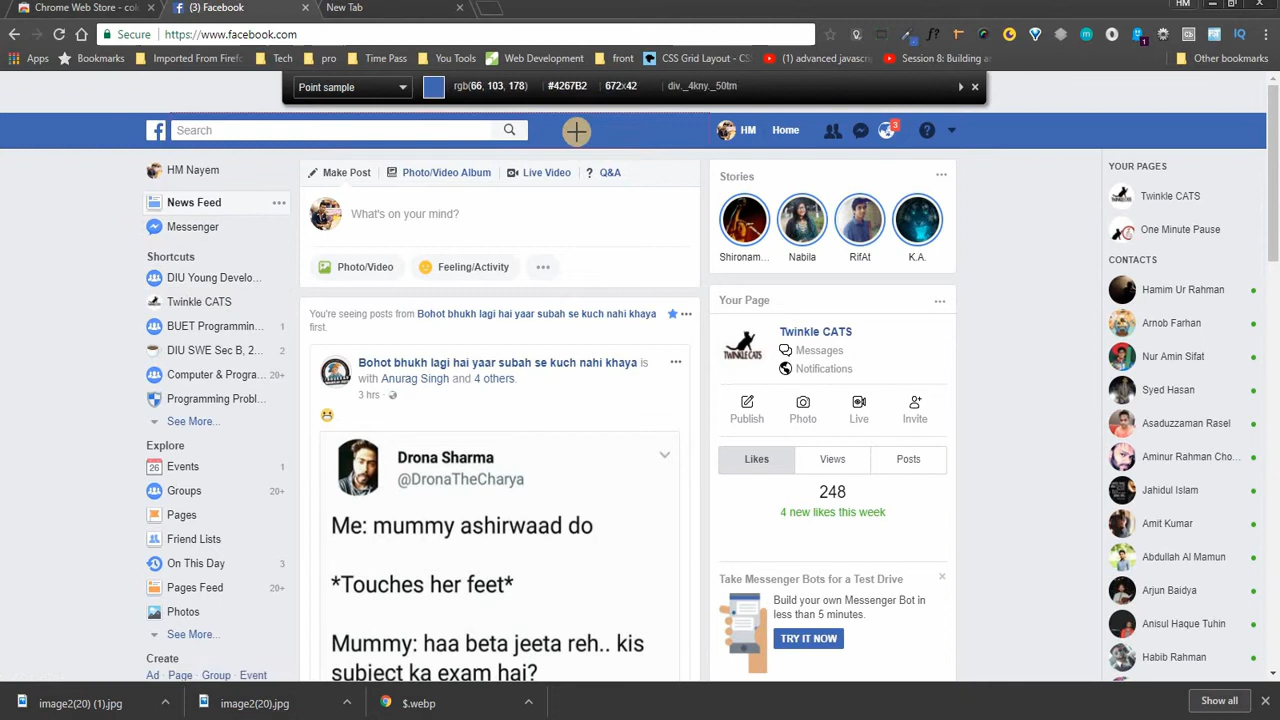 Chrome Web Store - col
(3) Facebook
New Tab
HM
Secure
https://www.facebook.com
Apps
Bookmarks
Imported From Firef
Tech
pro
Time Pass
You Tools
Web Development
front
CSS Grid Layout - CSS
(1) advanced javascrip
Session 8: Building a
Other bookmarks
Point sample
rgb(66, 103, 178)
#4267B2
672x42
div._4kny._50tm
Search
HM
Home
3
HM Nayem
News Feed
Messenger
Shortcuts
DIU Young Develo...
Twinkle CATS
BUET Programmin... 1
DIU SWE Sec B, ... 2
Computer & Progra... 20+
Programming Probl...
See More...
Explore
Events 1
Groups 20+
Pages
Friend Lists
On This Day 3
Pages Feed 20+
Photos
See More...
Create
Ad · Page · Group · Event
Make Post
Photo/Video Album
Live Video
Q&A
What's on your mind?
Photo/Video
Feeling/Activity
You're seeing posts from Bohot bhukh lagi hai yaar subah se kuch nahi khaya
first.
Bohot bhukh lagi hai yaar subah se kuch nahi khaya is
with Anurag Singh and 4 others.
3 hrs ·
Drona Sharma
@DronaTheCharya
Me: mummy ashirwaad do
*Touches her feet*
Mummy: haa beta jeeta reh.. kis
subject ka exam hai?
Stories
Shironam...
Nabila
RifAt
K.A.
Your Page
Twinkle CATS
TWINKLE CATS
Messages
Notifications
Publish
Photo
Live
Invite
Likes
Views
Posts
248
4 new likes this week
Take Messenger Bots for a Test Drive
Build your own Messenger Bot in
less than 5 minutes.
TRY IT NOW
YOUR PAGES
Twinkle CATS
One Minute Pause
CONTACTS
Hamim Ur Rahman
Arnob Farhan
Nur Amin Sifat
Syed Hasan
Asaduzzaman Rasel
Aminur Rahman Cho...
Jahidul Islam
Amit Kumar
Abdullah Al Mamun
Arjun Baidya
Anisul Haque Tuhin
Habib Rahman
image2(20) (1).jpg
image2(20).jpg
$.webp
Show all